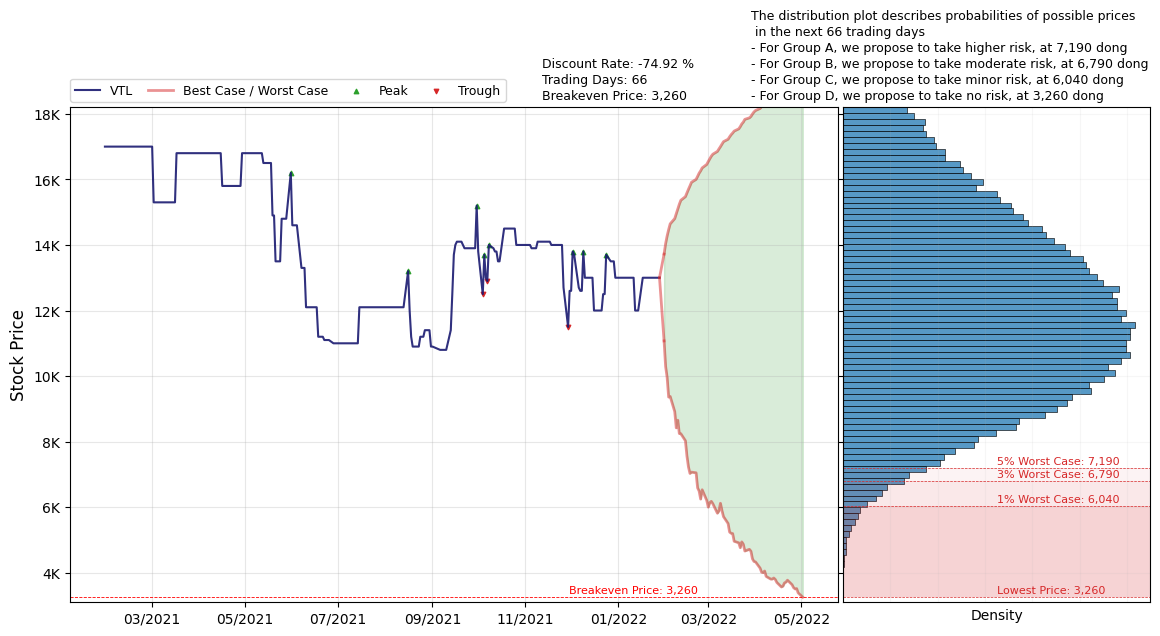 The distribution plot describes probabilities of possible prices
in the next 66 trading days
- For Group A, we propose to take higher risk, at 7,190 dong
- For Group B, we propose to take moderate risk, at 6,790 dong
- For Group C, we propose to take minor risk, at 6,040 dong
- For Group D, we propose to take no risk, at 3,260 dong
Discount Rate: -74.92 %
Trading Days: 66
Breakeven Price: 3,260
VTL
Best Case / Worst Case
Peak
Trough
Stock Price
18K
16K
14K
12K
10K
8K
6K
4K
Breakeven Price: 3,260
03/2021
05/2021
07/2021
09/2021
11/2021
01/2022
03/2022
05/2022
5% Worst Case: 7,190
3% Worst Case: 6,790
1% Worst Case: 6,040
Lowest Price: 3,260
Density